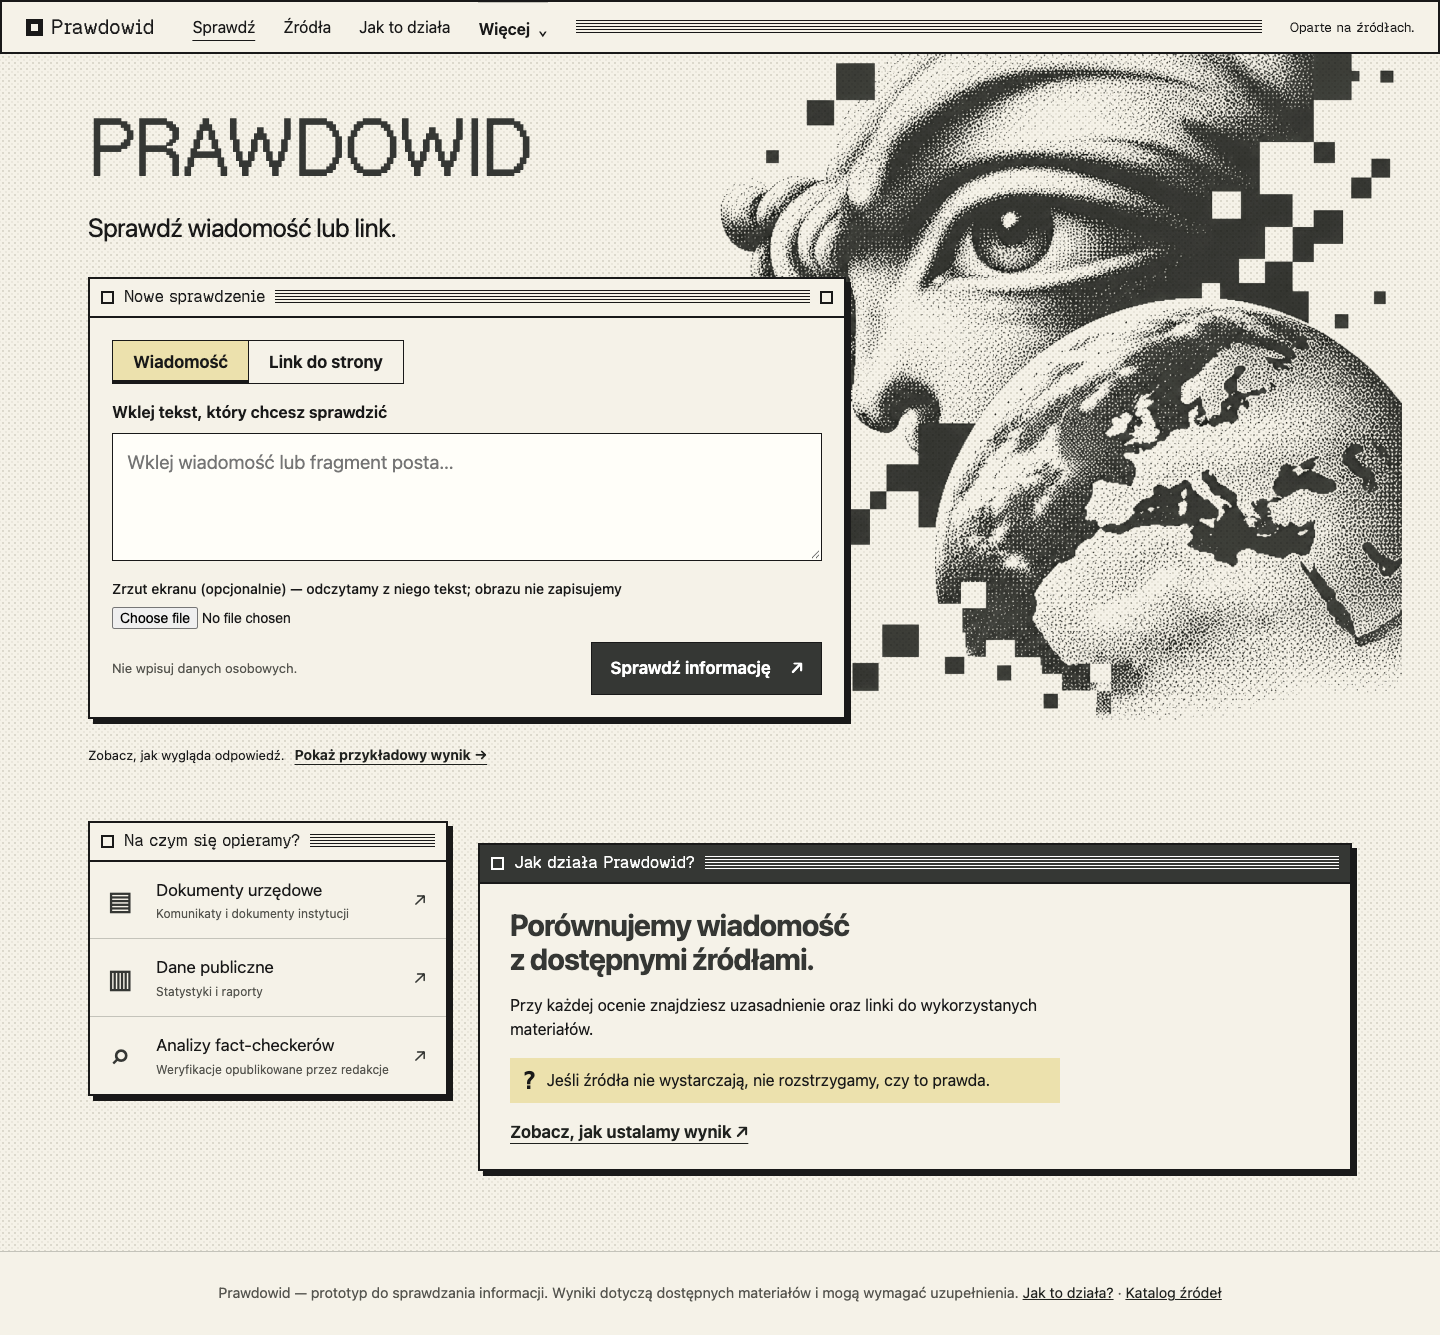 Prawdowid
Sprawdź
Źródła
Jak to działa
Więcej
Oparte na źródłach.
PRAWDOWID
Sprawdź wiadomość lub link.
Nowe sprawdzenie
Wiadomość
Link do strony
Wklej tekst, który chcesz sprawdzić
Wklej wiadomość lub fragment posta...
Zrzut ekranu (opcjonalnie) — odczytamy z niego tekst; obrazu nie zapisujemy
Choose file No file chosen
Nie wpisuj danych osobowych.
Sprawdź informację ↗
Zobacz, jak wygląda odpowiedź. Pokaż przykładowy wynik →
Na czym się opieramy?
Dokumenty urzędowe ↗
Komunikaty i dokumenty instytucji
Dane publiczne ↗
Statystyki i raporty
Analizy fact-checkerów ↗
Weryfikacje opublikowane przez redakcje
Jak działa Prawdowid?
Porównujemy wiadomość
z dostępnymi źródłami.
Przy każdej ocenie znajdziesz uzasadnienie oraz linki do wykorzystanych
materiałów.
? Jeśli źródła nie wystarczają, nie rozstrzygamy, czy to prawda.
Zobacz, jak ustalamy wynik ↗
Prawdowid — prototyp do sprawdzania informacji. Wyniki dotyczą dostępnych materiałów i mogą wymagać uzupełnienia. Jak to działa? · Katalog źródeł